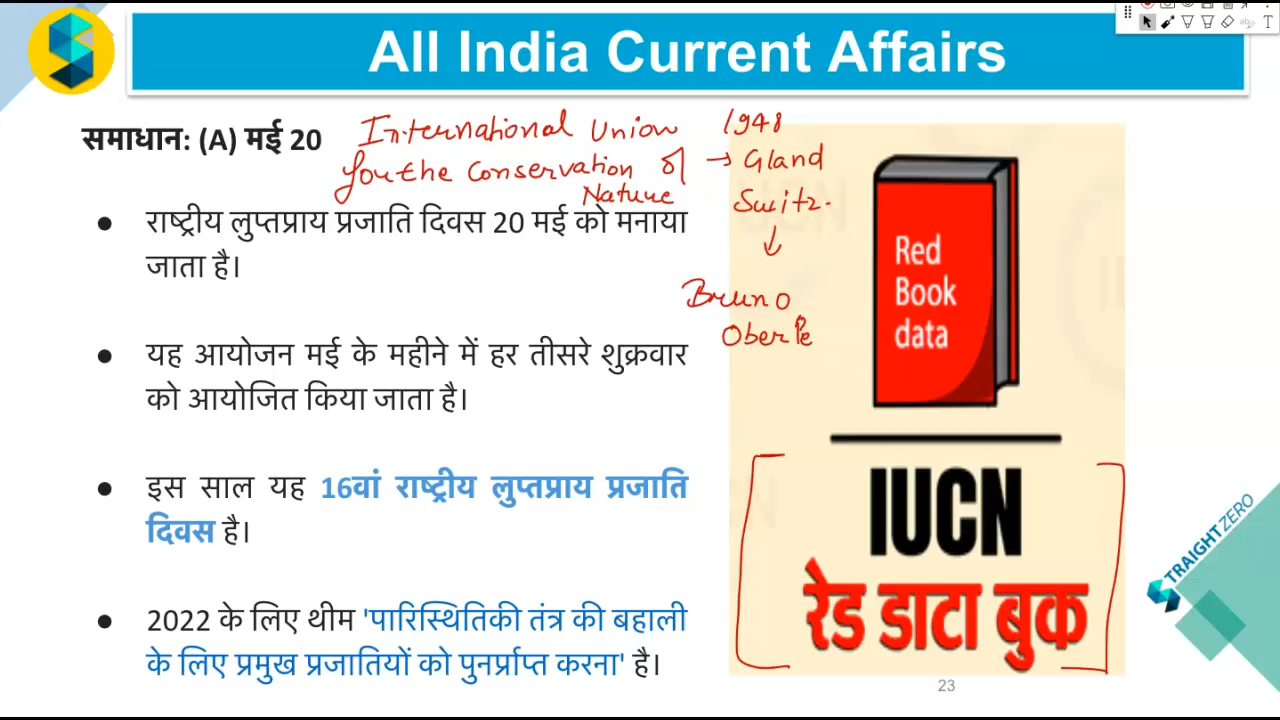 All India Current Affairs
समाधान: (A) मई 20
International Union
for the Conservation of
Nature
1948
→ Gland
Switz.
↓
Bruno
Oberle
● राष्ट्रीय लुप्तप्राय प्रजाति दिवस 20 मई को मनाया
जाता है।
● यह आयोजन मई के महीने में हर तीसरे शुक्रवार
को आयोजित किया जाता है।
● इस साल यह 16वां राष्ट्रीय लुप्तप्राय प्रजाति
दिवस है।
● 2022 के लिए थीम 'पारिस्थितिकी तंत्र की बहाली
के लिए प्रमुख प्रजातियों को पुनर्प्राप्त करना' है।
Red
Book
data
IUCN
रेड डाटा बुक
TRAIGHTZERO
23